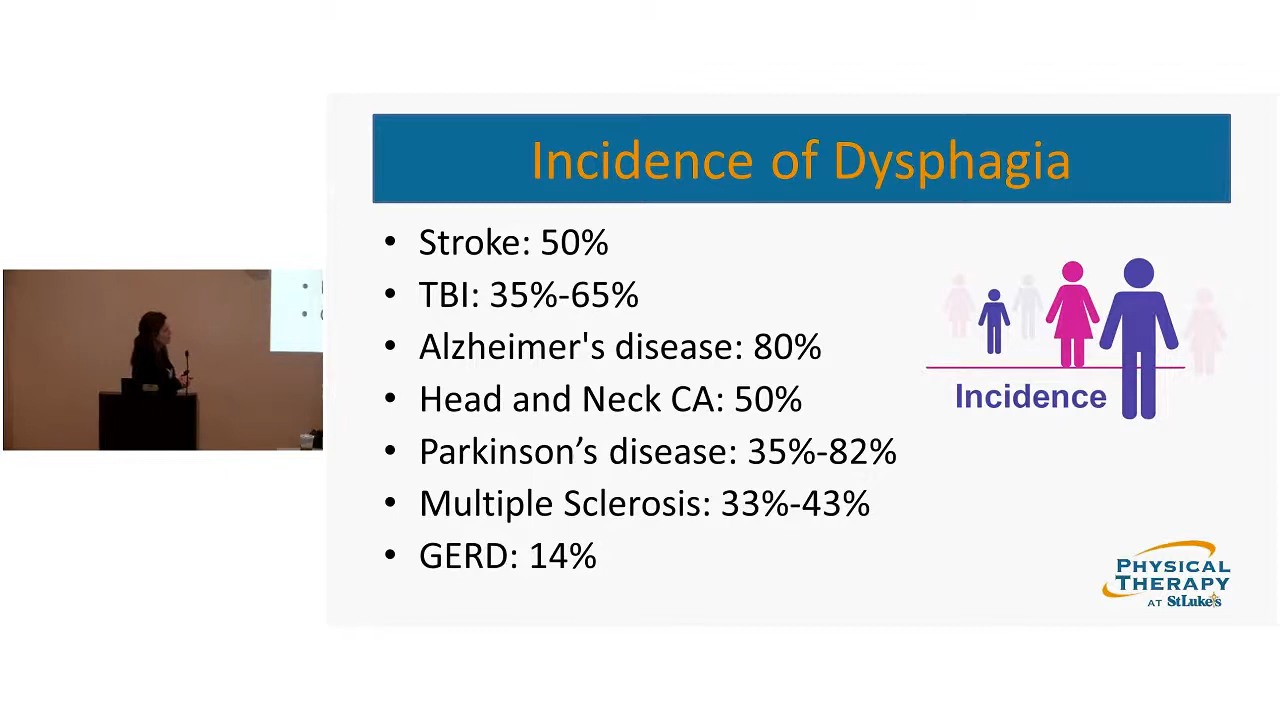 Incidence of Dysphagia
• Stroke: 50%
• TBI: 35%-65%
• Alzheimer's disease: 80%
• Head and Neck CA: 50%
• Parkinson’s disease: 35%-82%
• Multiple Sclerosis: 33%-43%
• GERD: 14%
Incidence
PHYSICAL
THERAPY
AT StLuke's